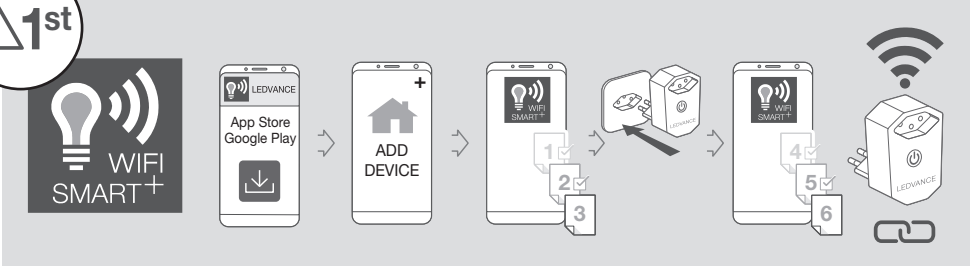 1st
WIFI
SMART+
LEDVANCE
App Store
Google Play
+
ADD
DEVICE
WIFI
SMART+
1
2
3
LEDVANCE
WIFI
SMART+
4
5
6
LEDVANCE